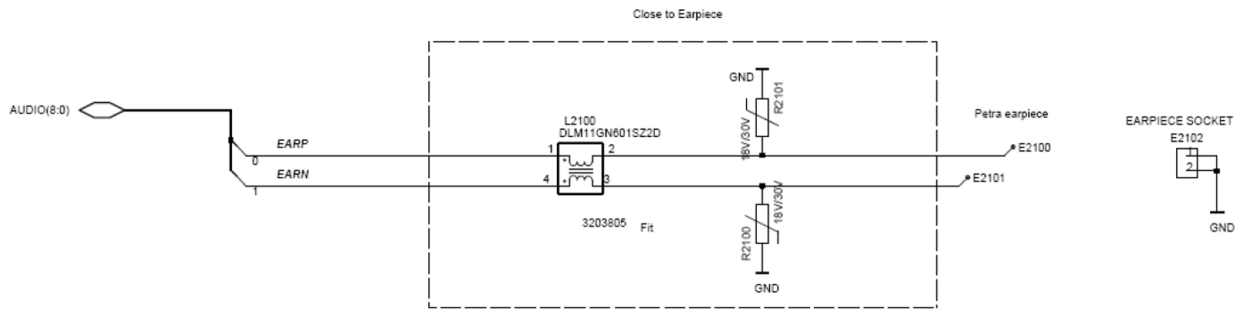 Close to Earpiece
GND
R2101
18V/30V
AUDIO(8:0)
L2100
DLM11GN601SZ2D
Petra earpiece
EARPIECE SOCKET
E2102
EARP
0
1
2
E2100
1
2
EARN
1
4
3
E2101
18V/30V
R2100
3203805
Fit
GND
GND